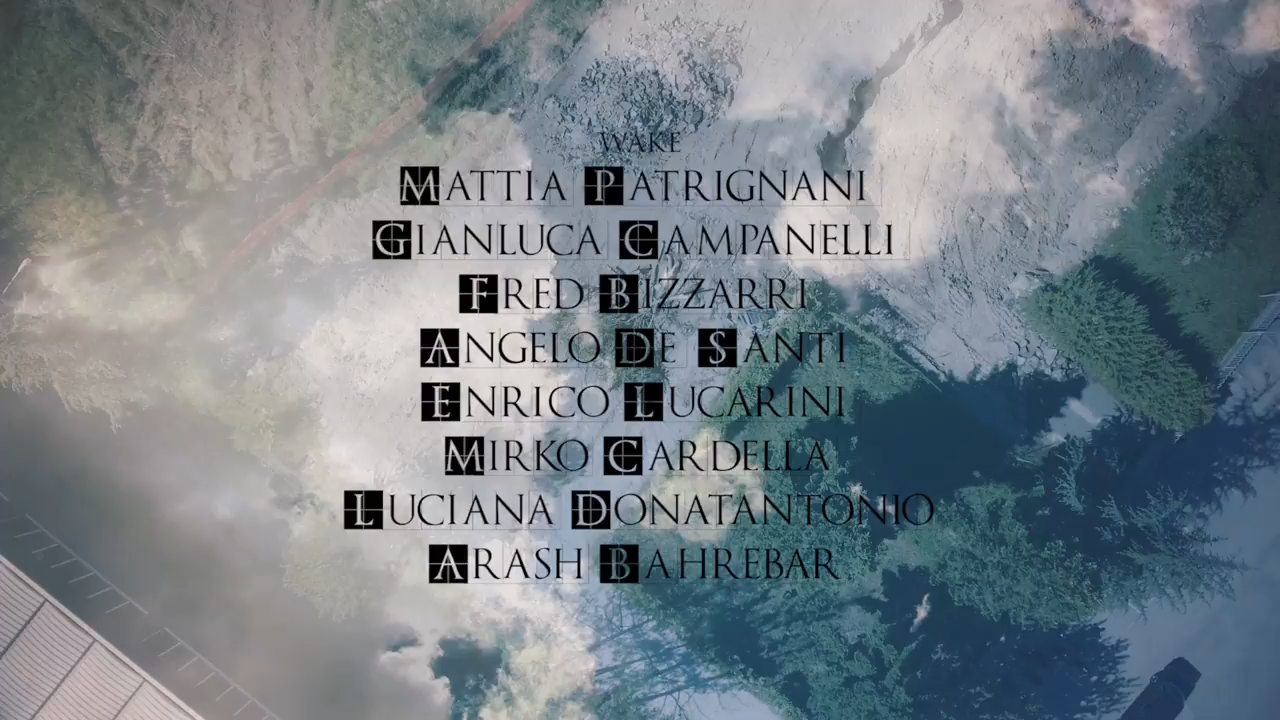 WAKE
MATTIA PATRIGNANI
GIANLUCA CAMPANELLI
FRED BIZZARRI
ANGELO DE SANTI
ENRICO LUCARINI
MIRKO CARDELLA
LUCIANA DONATANTONIO
ARASH BAHREBAR